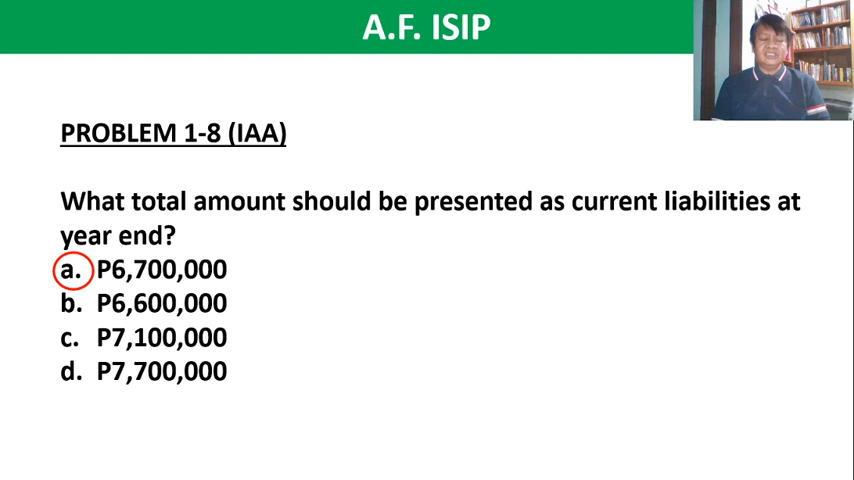 A.F. ISIP
PROBLEM 1-8 (IAA)
What total amount should be presented as current liabilities at
year end?
a. P6,700,000
b. P6,600,000
c. P7,100,000
d. P7,700,000